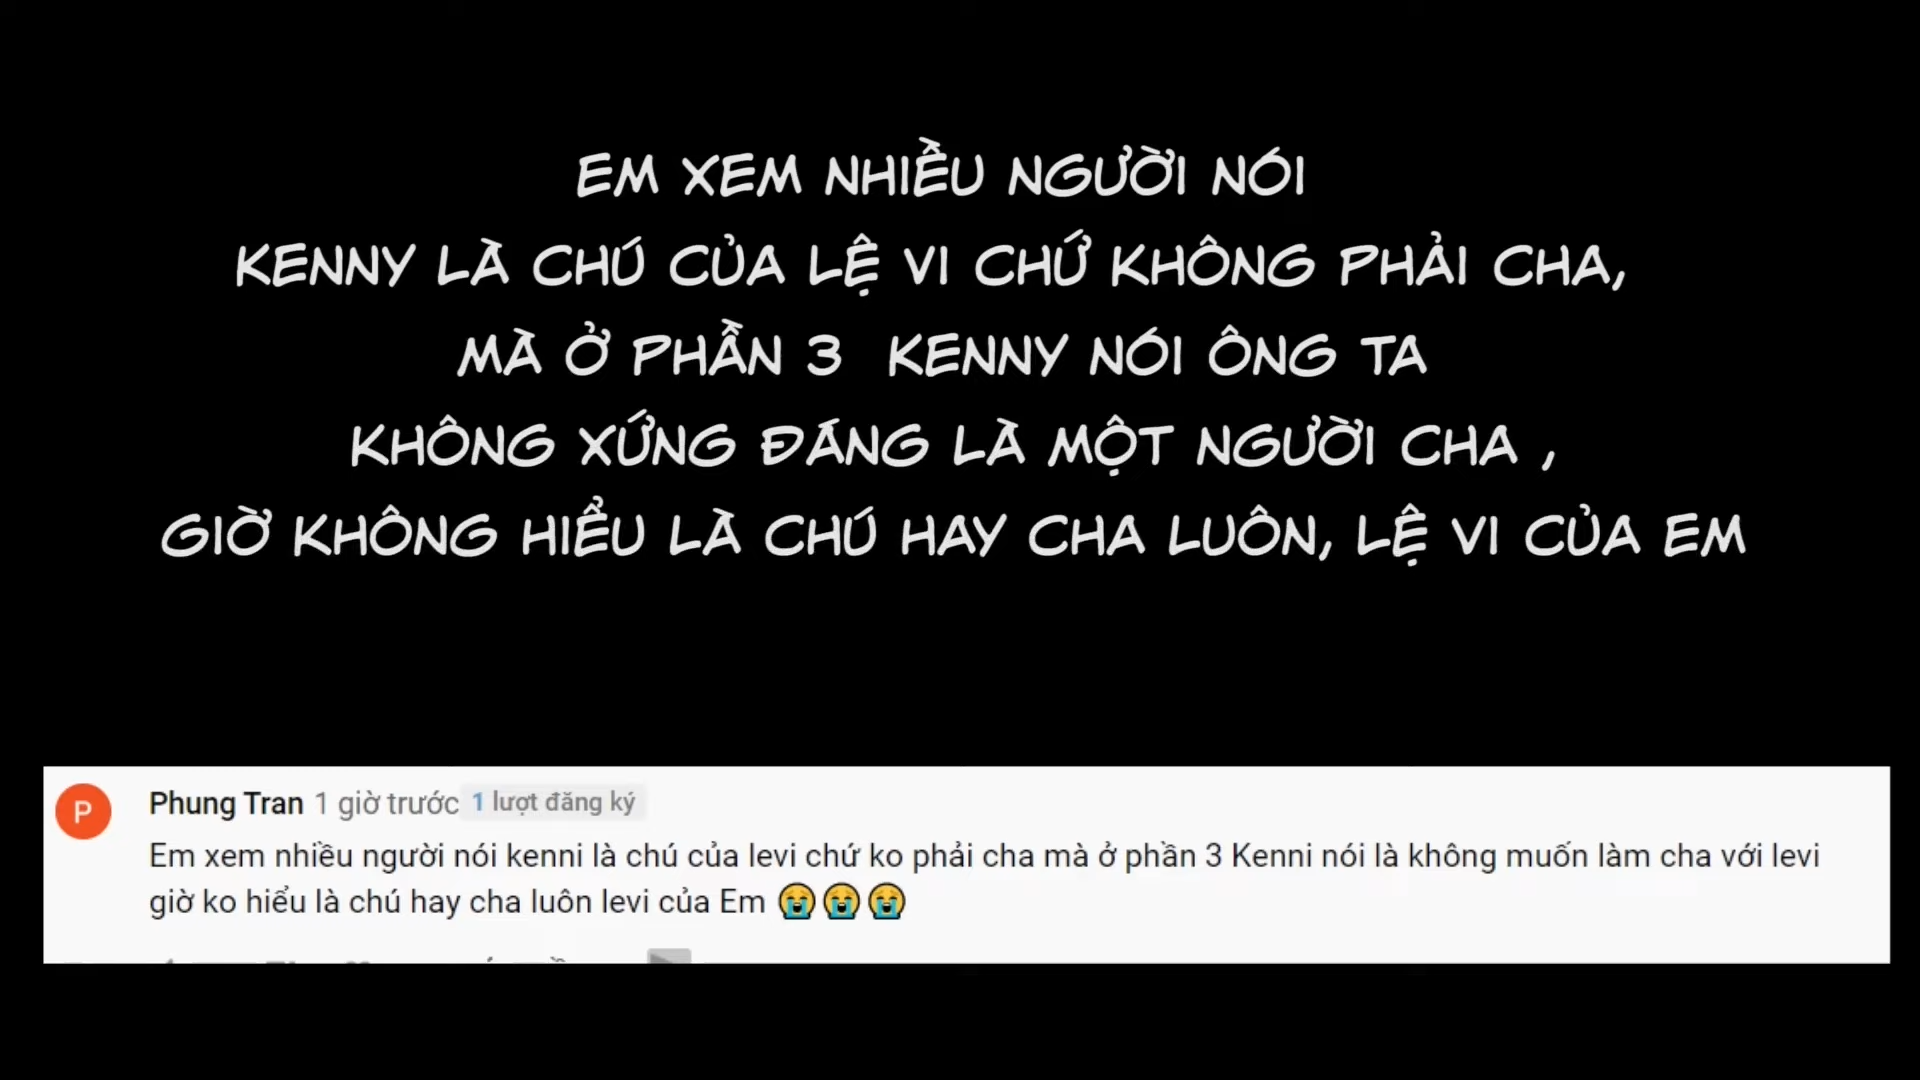 EM XEM NHIỀU NGƯỜI NÓI
KENNY LÀ CHÚ CỦA LỆ VI CHỨ KHÔNG PHẢI CHA,
MÀ Ở PHẦN 3 KENNY NÓI ÔNG TA
KHÔNG XỨNG ĐÁNG LÀ MỘT NGƯỜI CHA ,
GIỜ KHÔNG HIỂU LÀ CHÚ HAY CHA LUÔN, LỆ VI CỦA EM
P
Phung Tran 1 giờ trước 1 lượt đăng ký
Em xem nhiều người nói kenni là chú của levi chứ ko phải cha mà ở phần 3 Kenni nói là không muốn làm cha với levi
giờ ko hiểu là chú hay cha luôn levi của Em 😭😭😭